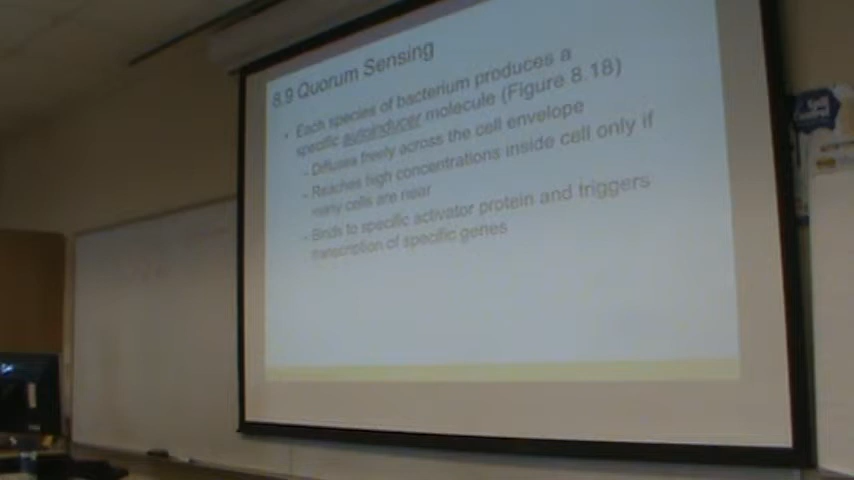 8.9 Quorum Sensing
• Each species of bacterium produces a
specific autoinducer molecule (Figure 8.18)
– Diffuses freely across the cell envelope
– Reaches high concentrations inside cell only if
many cells are near
– Binds to specific activator protein and triggers
transcription of specific genes